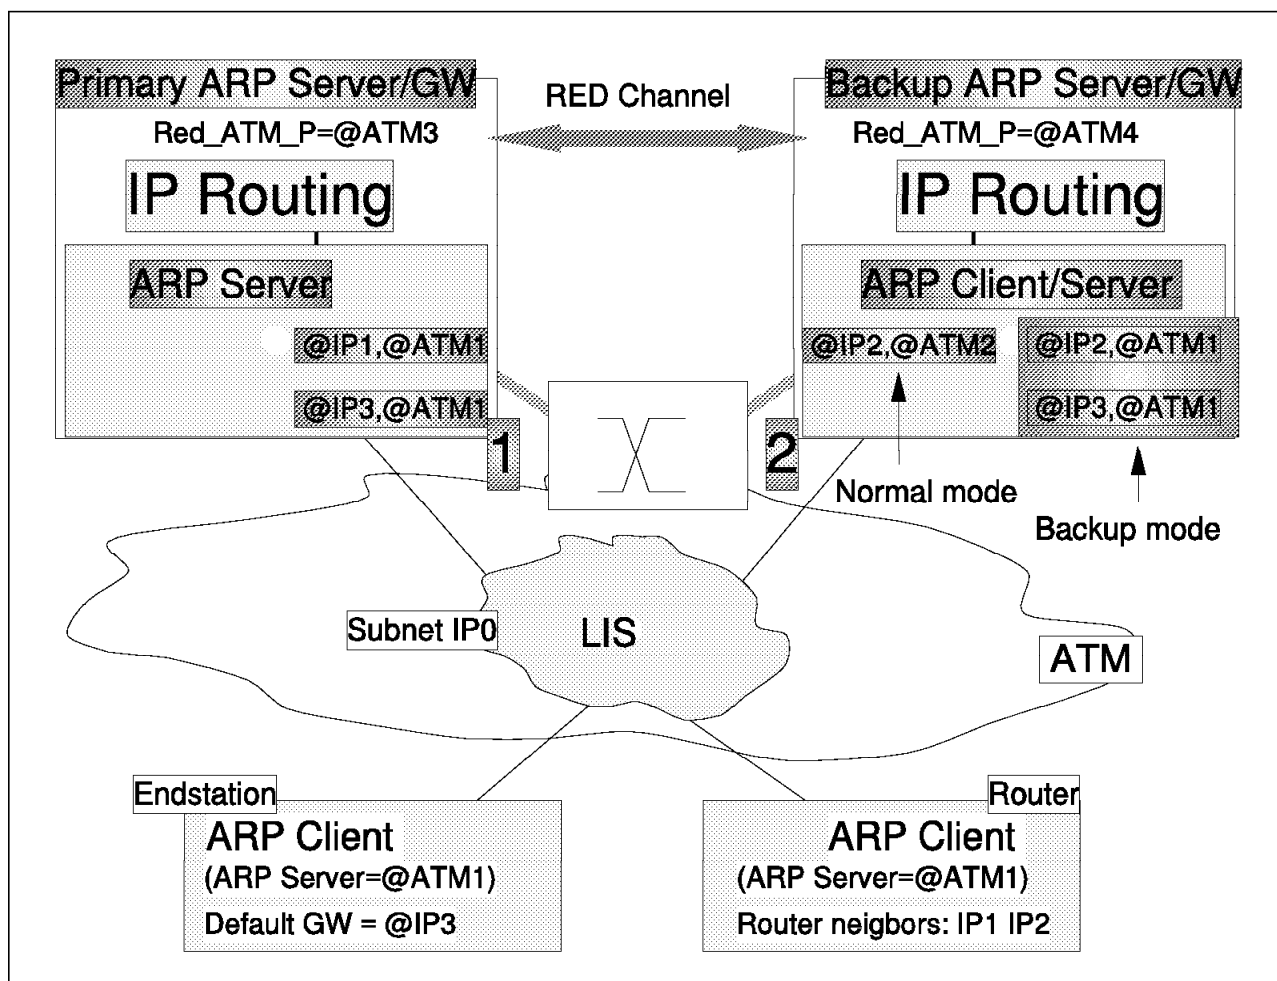 Primary ARP Server/GW
RED Channel
Backup ARP Server/GW
Red_ATM_P=@ATM3
Red_ATM_P=@ATM4
IP Routing
IP Routing
ARP Server
ARP Client/Server
@IP1,@ATM1
@IP2,@ATM2
@IP2,@ATM1
@IP3,@ATM1
@IP3,@ATM1
1
2
Normal mode
Backup mode
Subnet IP0
LIS
ATM
Endstation
Router
ARP Client
(ARP Server=@ATM1)
Default GW = @IP3
ARP Client
(ARP Server=@ATM1)
Router neigbors: IP1 IP2